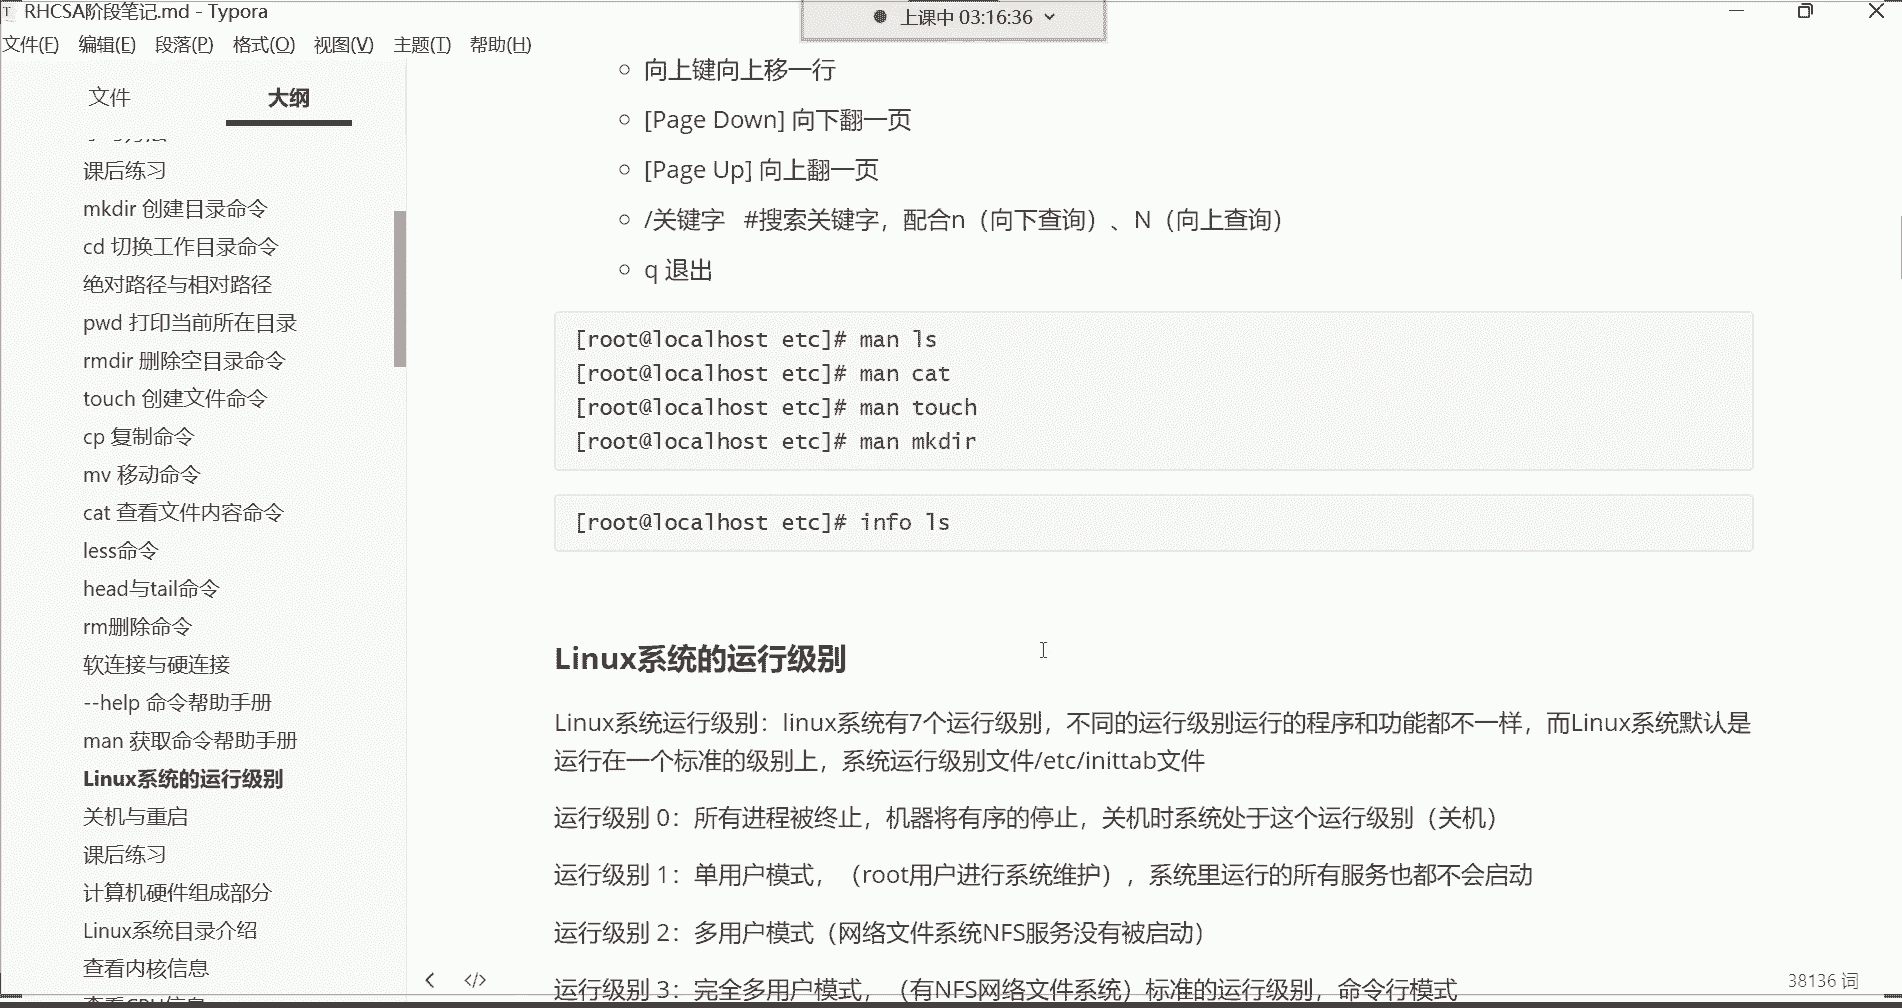 RHCSA阶段笔记.md - Typora
上课中 03:16:36
文件(F) 编辑(E) 段落(P) 格式(O) 视图(V) 主题(T) 帮助(H)
文件 大纲
课后练习
mkdir 创建目录命令
cd 切换工作目录命令
绝对路径与相对路径
pwd 打印当前所在目录
rmdir 删除空目录命令
touch 创建文件命令
cp 复制命令
mv 移动命令
cat 查看文件内容命令
less命令
head与tail命令
rm删除命令
软连接与硬连接
--help 命令帮助手册
man 获取命令帮助手册
Linux系统的运行级别
关机与重启
课后练习
计算机硬件组成部分
Linux系统目录介绍
查看内核信息
查看CPU信息
向上键向上移一行
[Page Down] 向下翻一页
[Page Up] 向上翻一页
/关键字 #搜索关键字，配合n（向下查询）、N（向上查询）
q 退出
[root@localhost etc]# man ls
[root@localhost etc]# man cat
[root@localhost etc]# man touch
[root@localhost etc]# man mkdir
[root@localhost etc]# info ls
Linux系统的运行级别
Linux系统运行级别：linux系统有7个运行级别，不同的运行级别运行的程序和功能都不一样，而Linux系统默认是
运行在一个标准的级别上，系统运行级别文件/etc/inittab文件
运行级别 0：所有进程被终止，机器将有序的停止，关机时系统处于这个运行级别（关机）
运行级别 1：单用户模式，（root用户进行系统维护），系统里运行的所有服务也都不会启动
运行级别 2：多用户模式（网络文件系统NFS服务没有被启动）
运行级别 3：完全多用户模式，（有NFS网络文件系统）标准的运行级别，命令行模式
38136 词